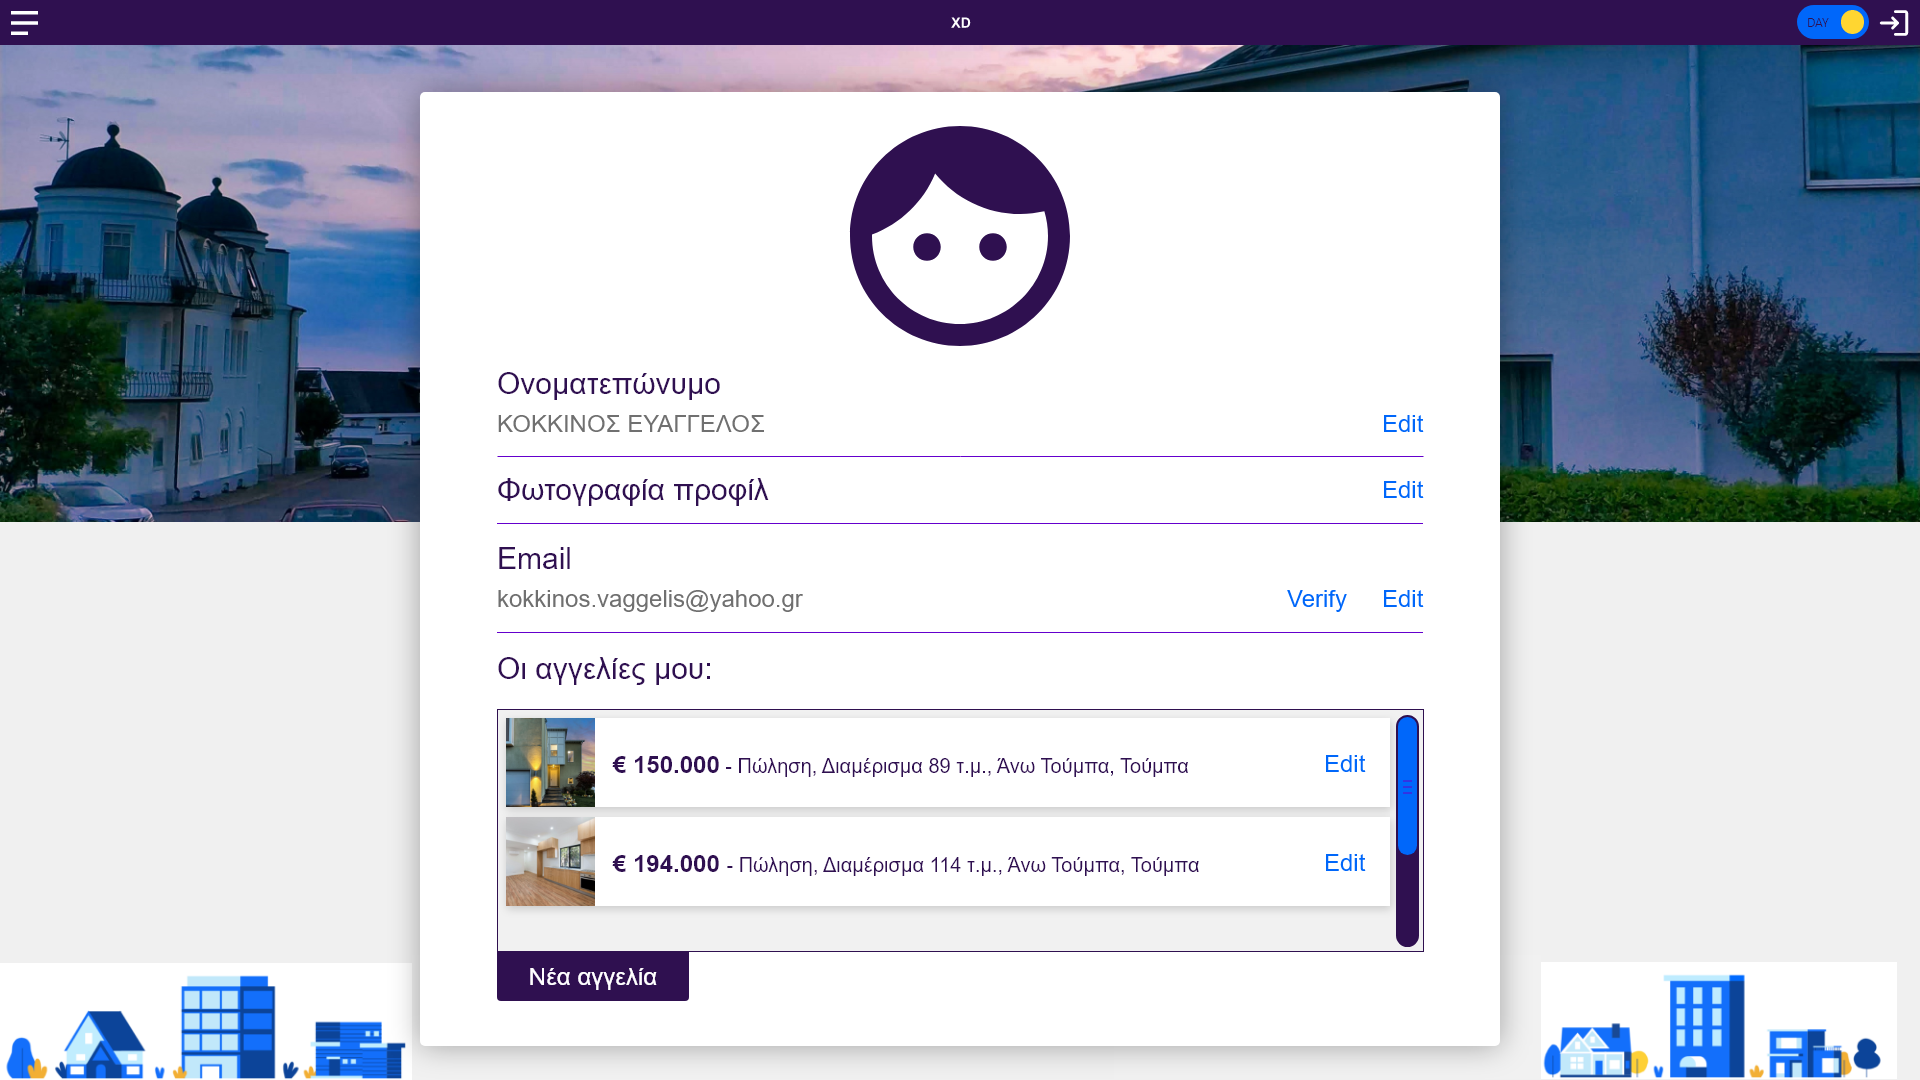 XD
DAY
Ονοματεπώνυμο
ΚΟΚΚΙΝΟΣ ΕΥΑΓΓΕΛΟΣ
Edit
Φωτογραφία προφίλ
Edit
Email
kokkinos.vaggelis@yahoo.gr
Verify
Edit
Οι αγγελίες μου:
€ 150.000 - Πώληση, Διαμέρισμα 89 τ.μ., Άνω Τούμπα, Τούμπα
Edit
€ 194.000 - Πώληση, Διαμέρισμα 114 τ.μ., Άνω Τούμπα, Τούμπα
Edit
Νέα αγγελία